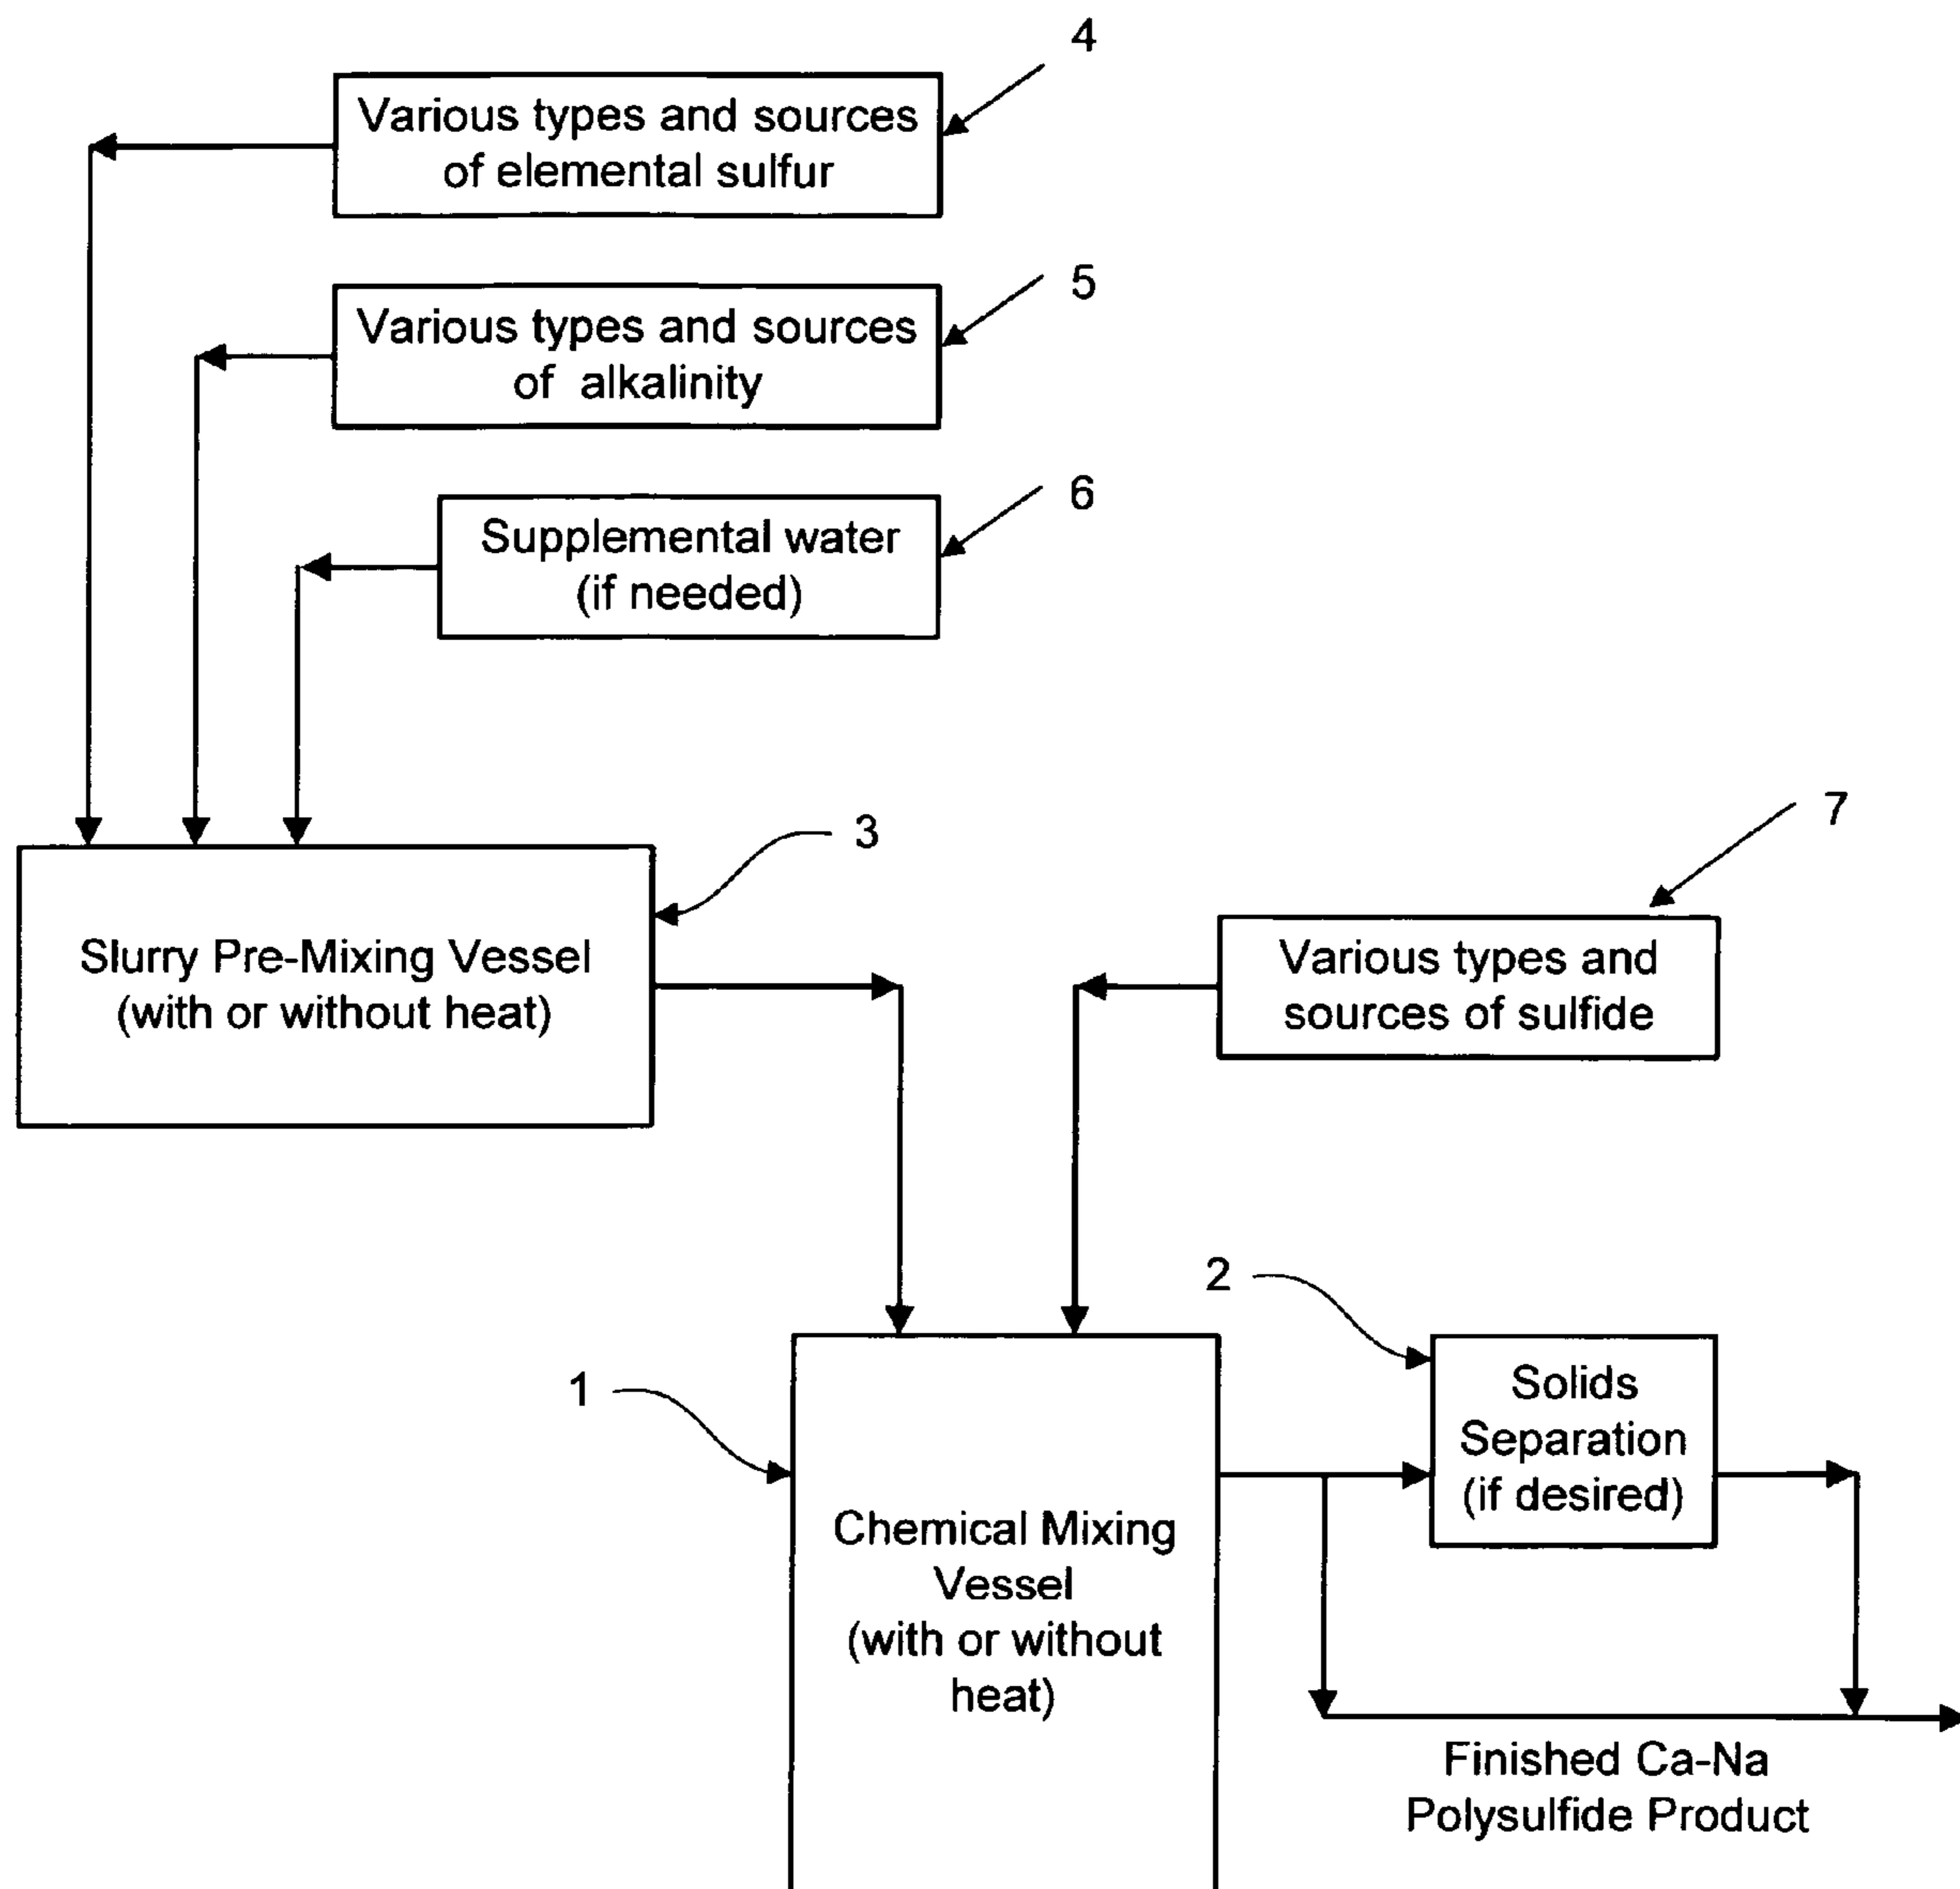 4
Various types and sources
of elemental sulfur
5
Various types and sources
of alkalinity
6
Supplemental water
(if needed)
3
Slurry Pre-Mixing Vessel
(with or without heat)
7
Various types and
sources of sulfide
2
Solids
Separation
(if desired)
1
Chemical Mixing
Vessel
(with or without
heat)
Finished Ca-Na
Polysulfide Product